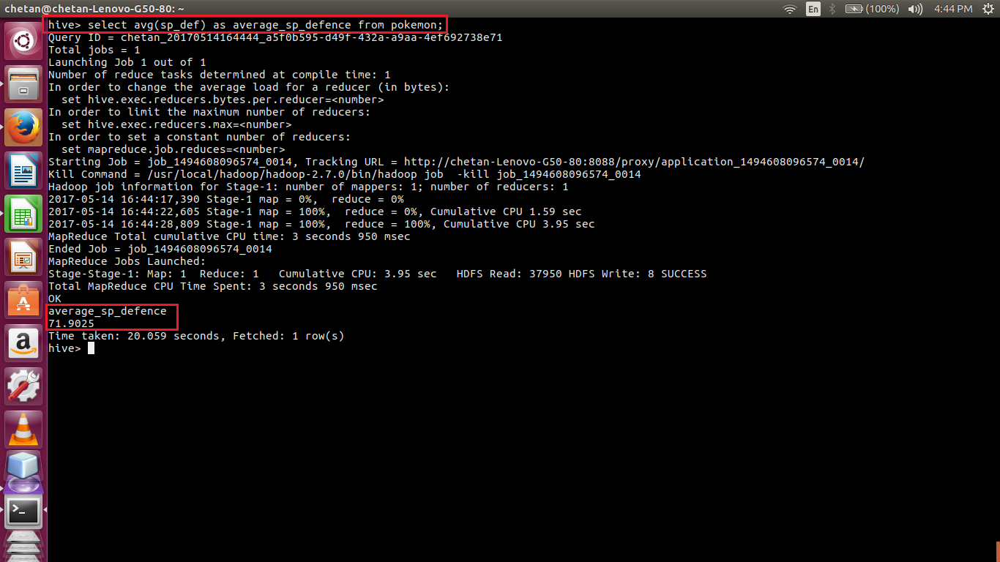 chetan@chetan-Lenovo-G50-80: ~
En
(100%)
4:44 PM
hive> select avg(sp_def) as average_sp_defence from pokemon;
Query ID = chetan_20170514164444_a5f0b595-d49f-432a-a9aa-4ef692738e71
Total jobs = 1
Launching Job 1 out of 1
Number of reduce tasks determined at compile time: 1
In order to change the average load for a reducer (in bytes):
  set hive.exec.reducers.bytes.per.reducer=<number>
In order to limit the maximum number of reducers:
  set hive.exec.reducers.max=<number>
In order to set a constant number of reducers:
  set mapreduce.job.reduces=<number>
Starting Job = job_1494608096574_0014, Tracking URL = http://chetan-Lenovo-G50-80:8088/proxy/application_1494608096574_0014/
Kill Command = /usr/local/hadoop/hadoop-2.7.0/bin/hadoop job  -kill job_1494608096574_0014
Hadoop job information for Stage-1: number of mappers: 1; number of reducers: 1
2017-05-14 16:44:17,390 Stage-1 map = 0%,  reduce = 0%
2017-05-14 16:44:22,605 Stage-1 map = 100%,  reduce = 0%, Cumulative CPU 1.59 sec
2017-05-14 16:44:28,809 Stage-1 map = 100%,  reduce = 100%, Cumulative CPU 3.95 sec
MapReduce Total cumulative CPU time: 3 seconds 950 msec
Ended Job = job_1494608096574_0014
MapReduce Jobs Launched:
Stage-Stage-1: Map: 1  Reduce: 1   Cumulative CPU: 3.95 sec   HDFS Read: 37950 HDFS Write: 8 SUCCESS
Total MapReduce CPU Time Spent: 3 seconds 950 msec
OK
average_sp_defence
71.9025
Time taken: 20.059 seconds, Fetched: 1 row(s)
hive>